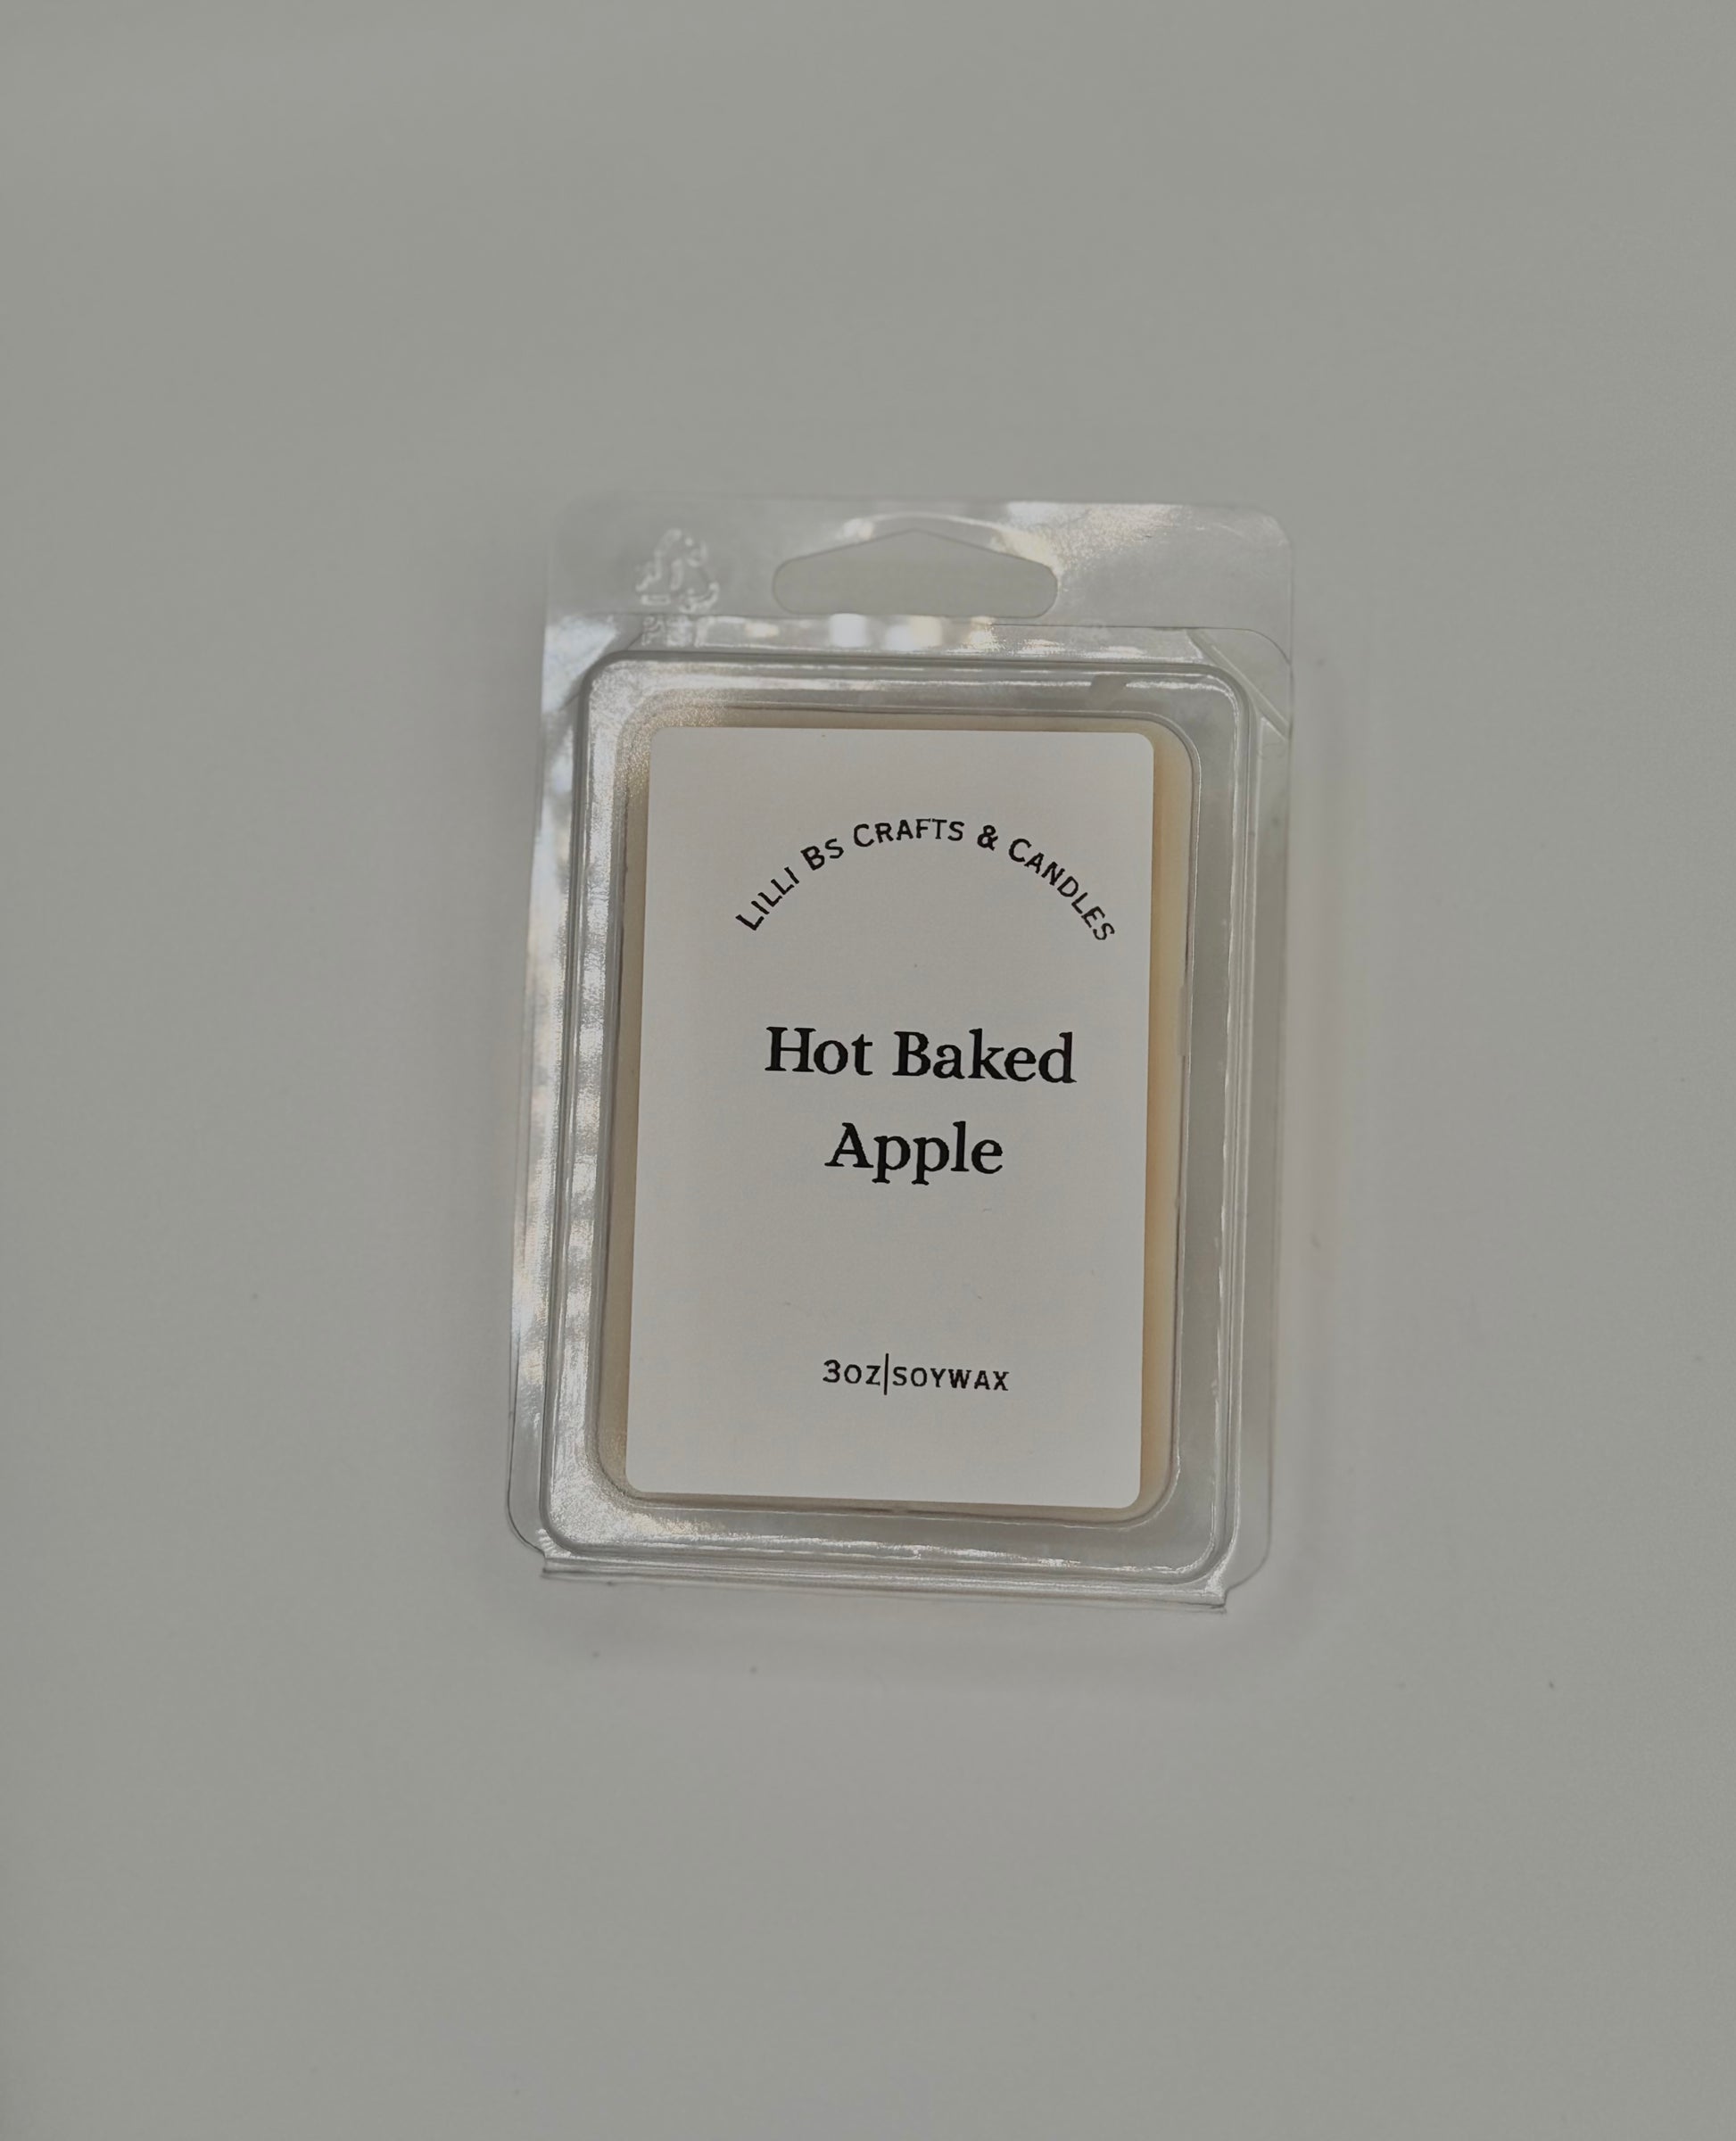 LILLI BS CRAFTS & CANDLES
Hot Baked
Apple
3OZ|SOYWAX